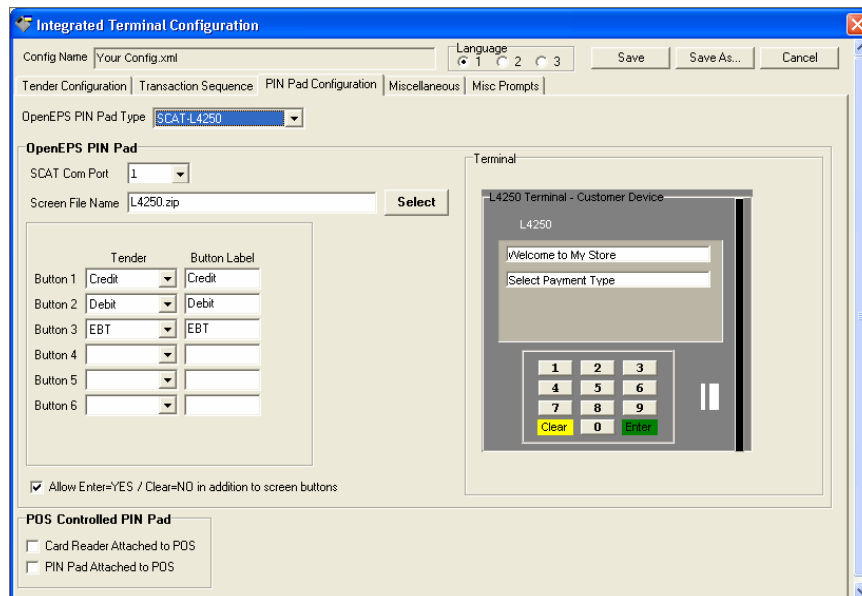 Integrated Terminal Configuration
Config Name Your Config.xml Language 1 2 3 Save Save As... Cancel
Tender Configuration Transaction Sequence PIN Pad Configuration Miscellaneous Misc Prompts
OpenEPS PIN Pad Type SCAT-L4250
OpenEPS PIN Pad
SCAT Com Port 1
Screen File Name L4250.zip Select
Tender Button Label
Button 1 Credit Credit
Button 2 Debit Debit
Button 3 EBT EBT
Button 4
Button 5
Button 6
Allow Enter=YES / Clear=NO in addition to screen buttons
Terminal
L4250 Terminal - Customer Device
L4250
Welcome to My Store
Select Payment Type
1 2 3
4 5 6
7 8 9
Clear 0 Enter
POS Controlled PIN Pad
Card Reader Attached to POS
PIN Pad Attached to POS